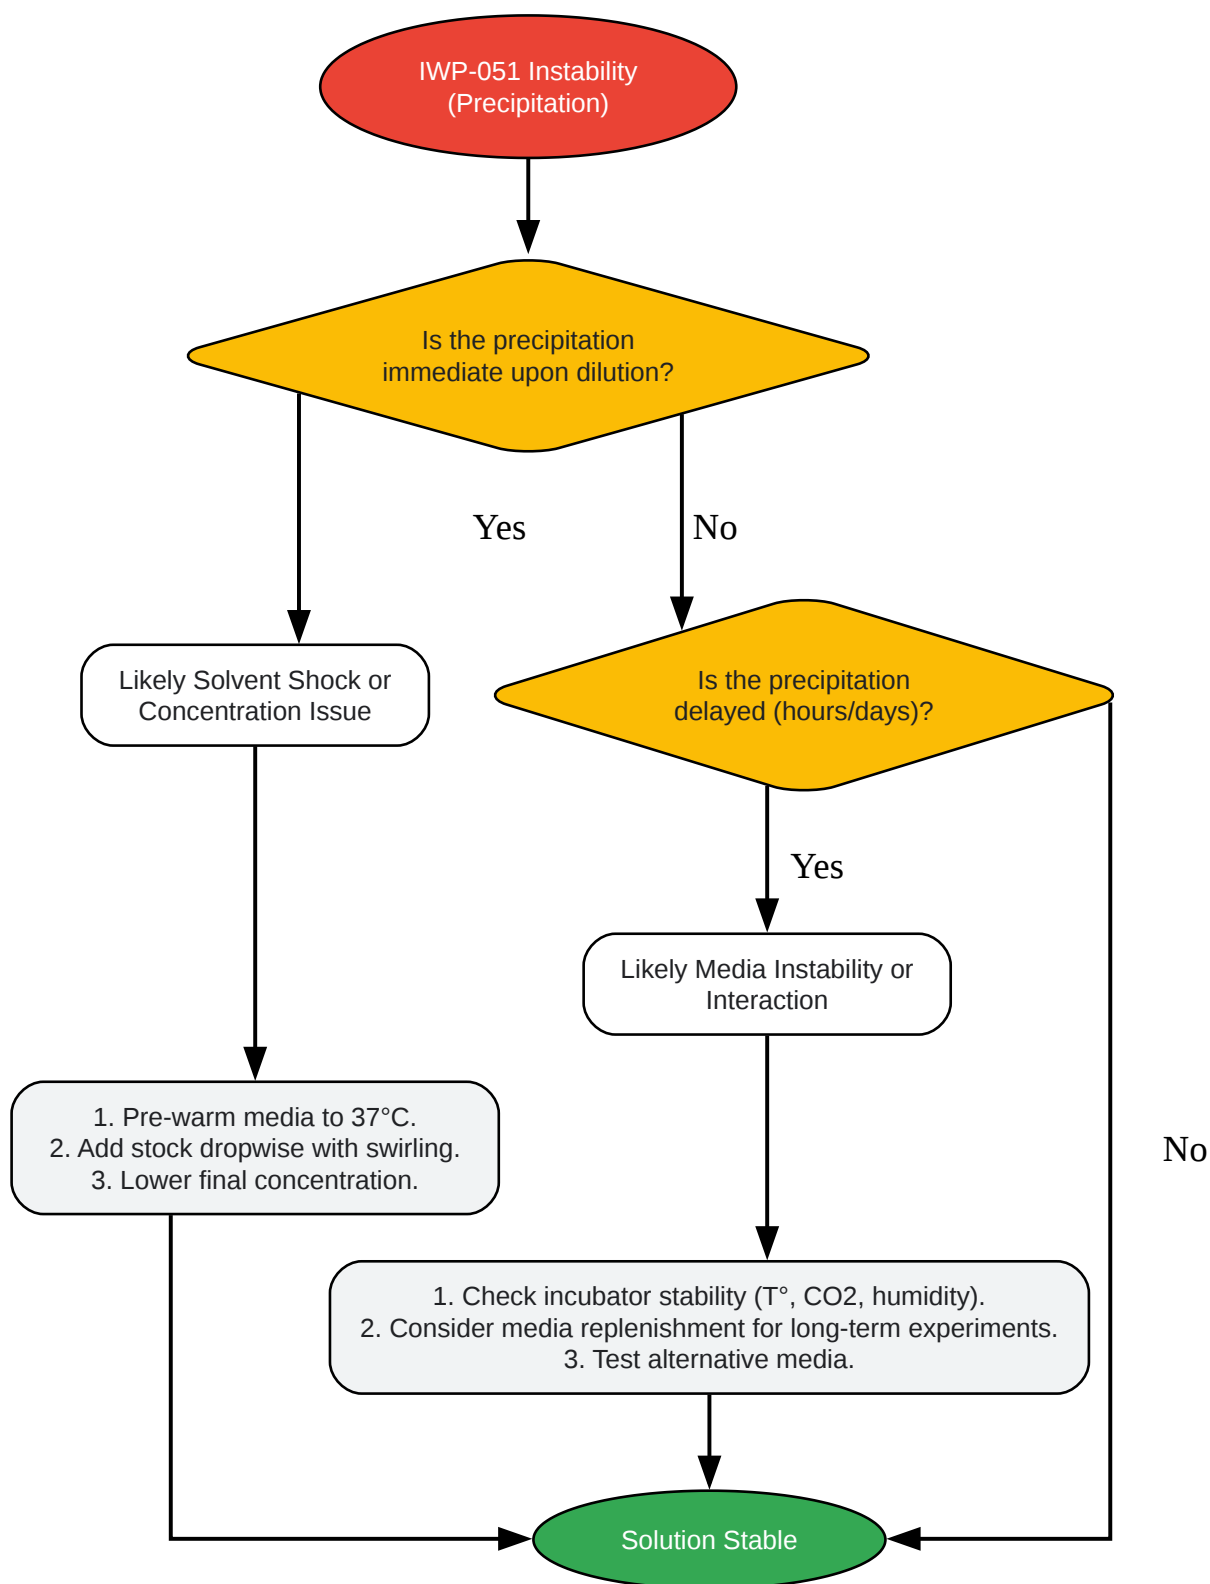 IWP-051 Instability
(Precipitation)
Is the precipitation
immediate upon dilution?
Yes
No
Likely Solvent Shock or
Concentration Issue
Is the precipitation
delayed (hours/days)?
Yes
Likely Media Instability or
Interaction
1. Pre-warm media to 37°C.
2. Add stock dropwise with swirling.
3. Lower final concentration.
No
1. Check incubator stability (T°, CO2, humidity).
2. Consider media replenishment for long-term experiments.
3. Test alternative media.
Solution Stable